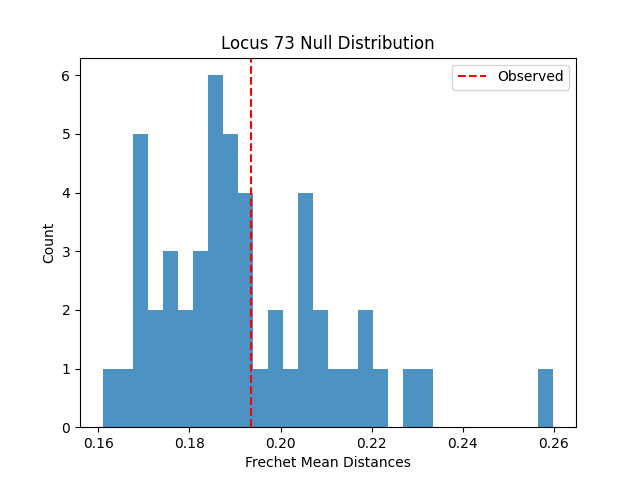 Locus 73 Null Distribution
Observed
6
5
4
3
2
1
0
Count
0.16 0.18 0.20 0.22 0.24 0.26
Frechet Mean Distances